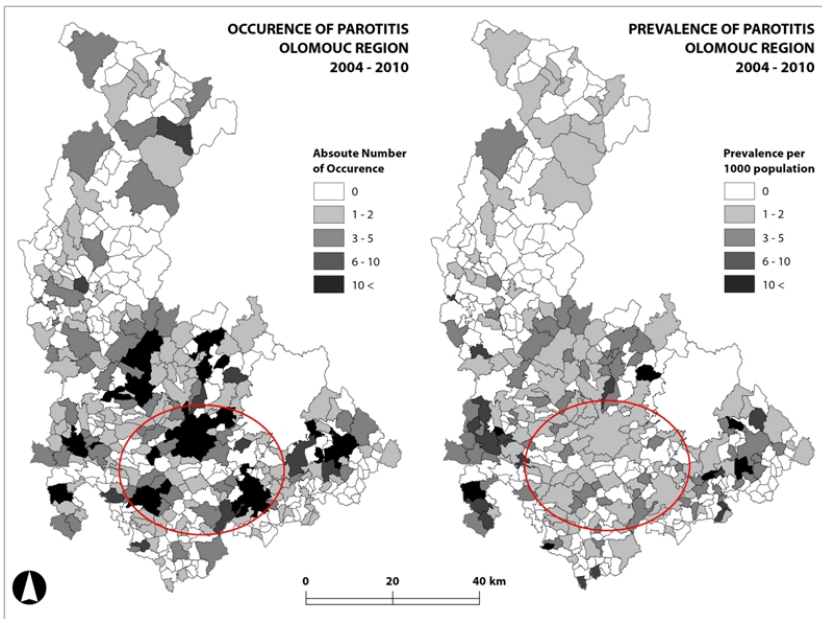 OCCURENCE OF PAROTITIS
OLOMOUC REGION
2004 - 2010
Absoute Number
of Occurence
0
1 - 2
3 - 5
6 - 10
10 <
PREVALENCE OF PAROTITIS
OLOMOUC REGION
2004 - 2010
Prevalence per
1000 population
0
1 - 2
3 - 5
6 - 10
10 <
0 20 40 km